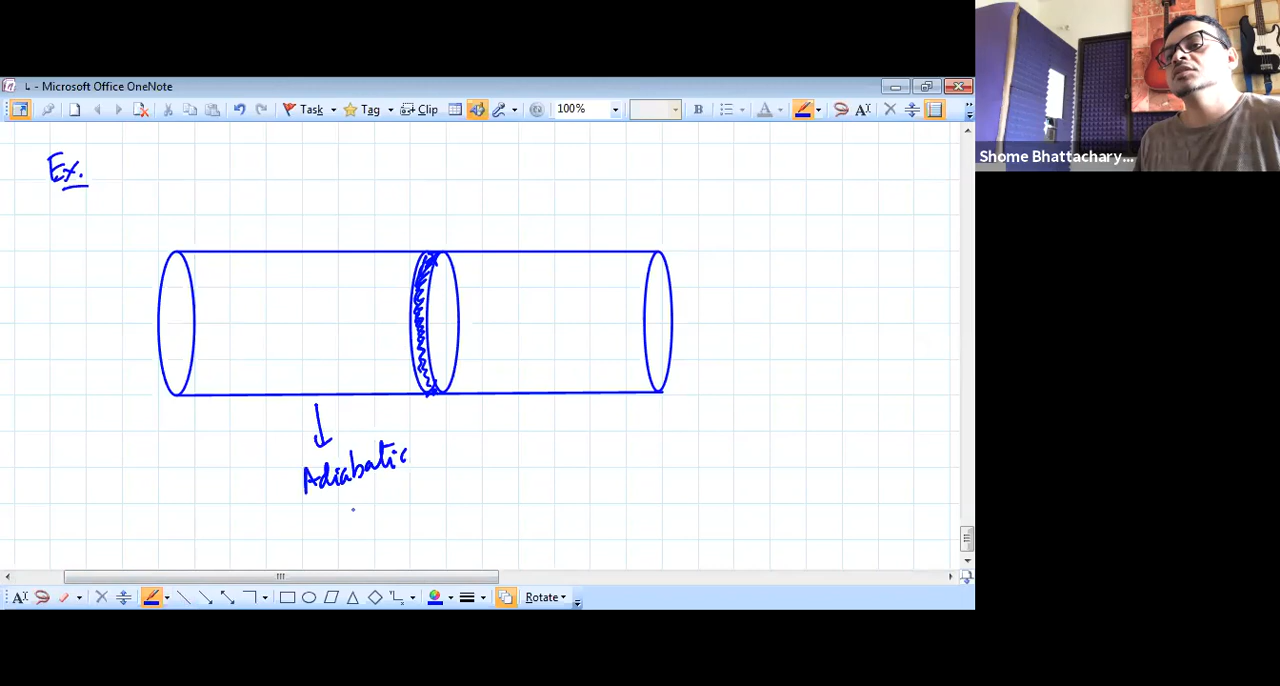 L - Microsoft Office OneNote
Task Tag Clip 100% B A
Ex.
Adiabatic
Shome Bhattachary...
Rotate